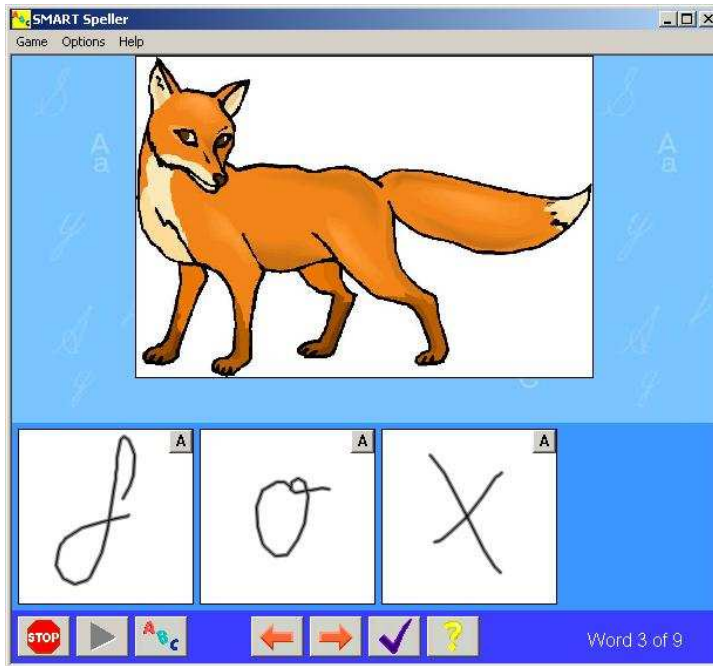 SMART Speller
Game Options Help
A A A
f o x
STOP ABC ? Word 3 of 9